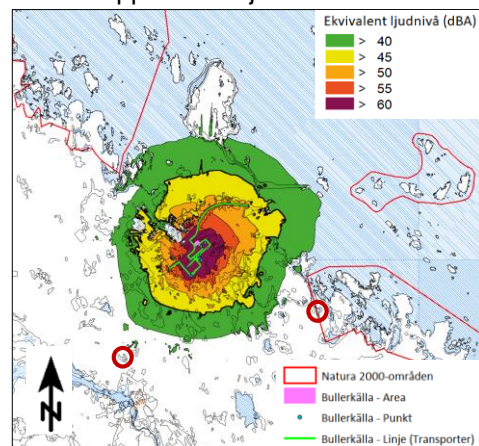 Ekvivalent ljudnivå (dBA)
> 40
> 45
> 50
> 55
> 60
N
Natura 2000-områden
Bullerkälla - Area
Bullerkälla - Punkt
Bullerkälla - Linje (Transporter)